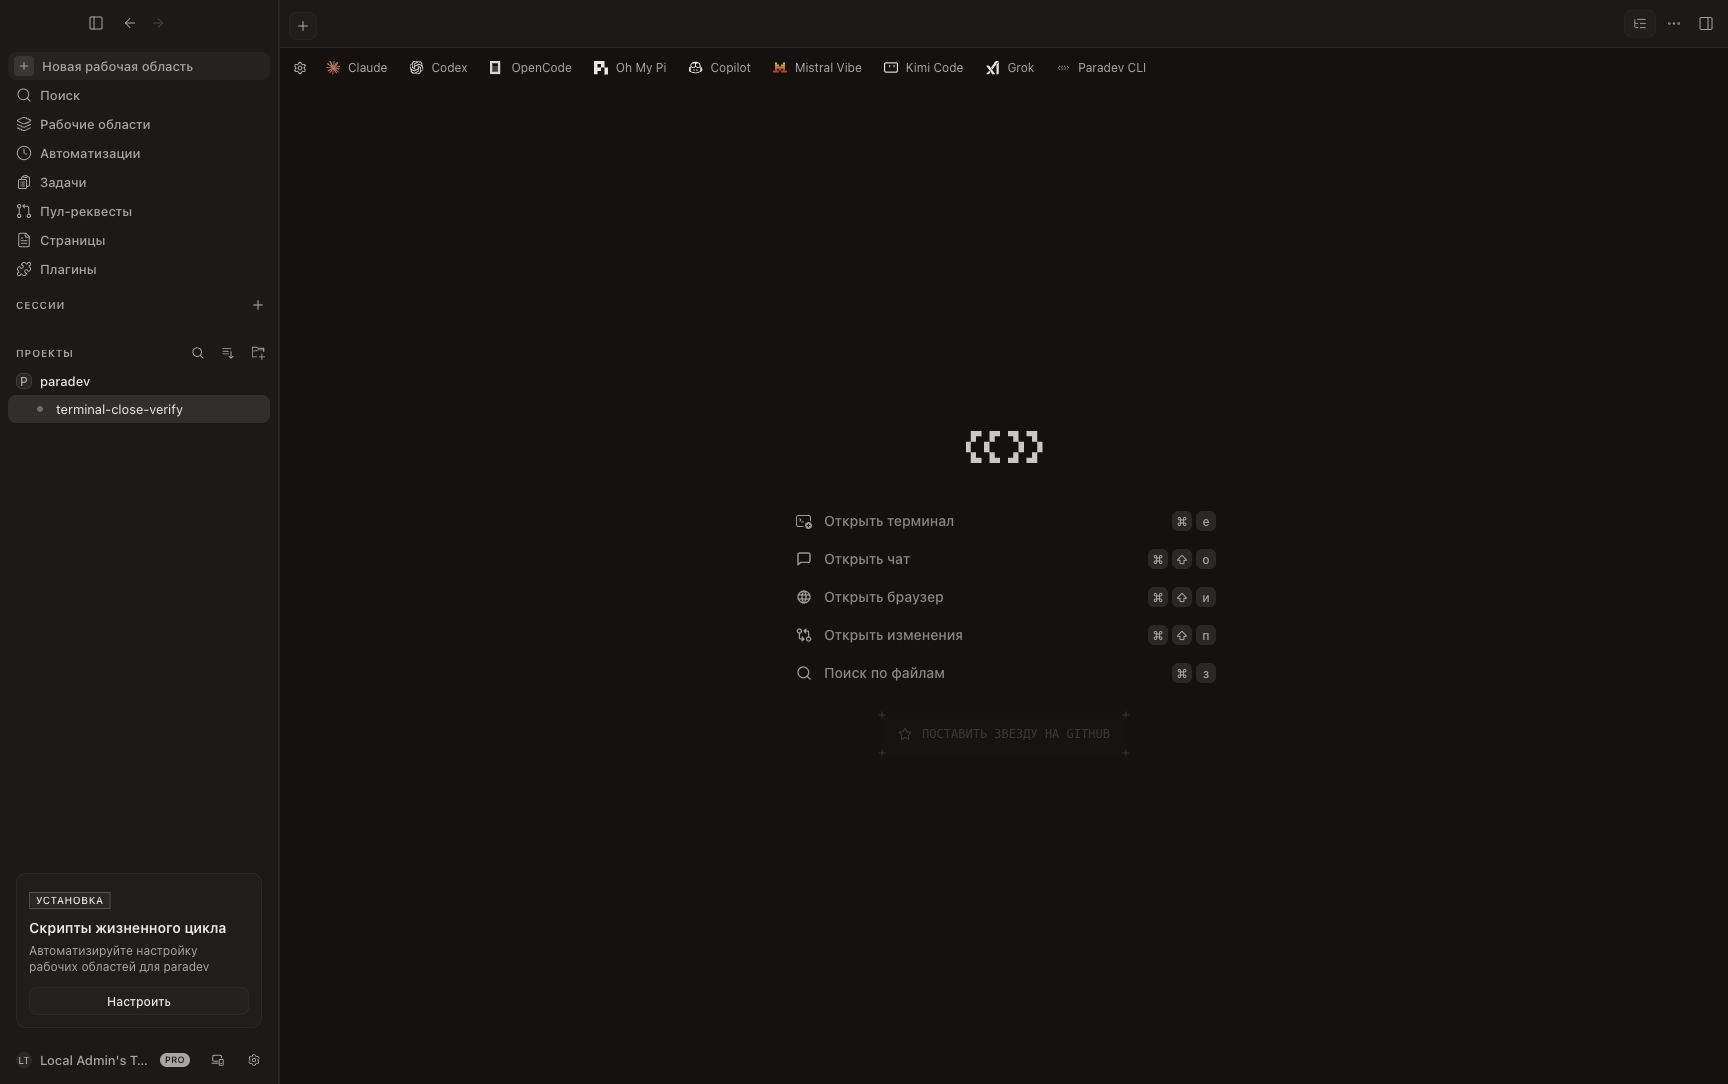 Новая рабочая область
Поиск
Рабочие области
Автоматизации
Задачи
Пул-реквесты
Страницы
Плагины
СЕССИИ
ПРОЕКТЫ
P paradev
terminal-close-verify
УСТАНОВКА
Скрипты жизненного цикла
Автоматизируйте настройку
рабочих областей для paradev
Настроить
LT Local Admin's T... PRO
Claude Codex OpenCode Oh My Pi Copilot Mistral Vibe Kimi Code Grok Paradev CLI
Открыть терминал ⌘ е
Открыть чат ⌘ ⇧ о
Открыть браузер ⌘ ⇧ и
Открыть изменения ⌘ ⇧ п
Поиск по файлам ⌘ з
ПОСТАВИТЬ ЗВЕЗДУ НА GITHUB